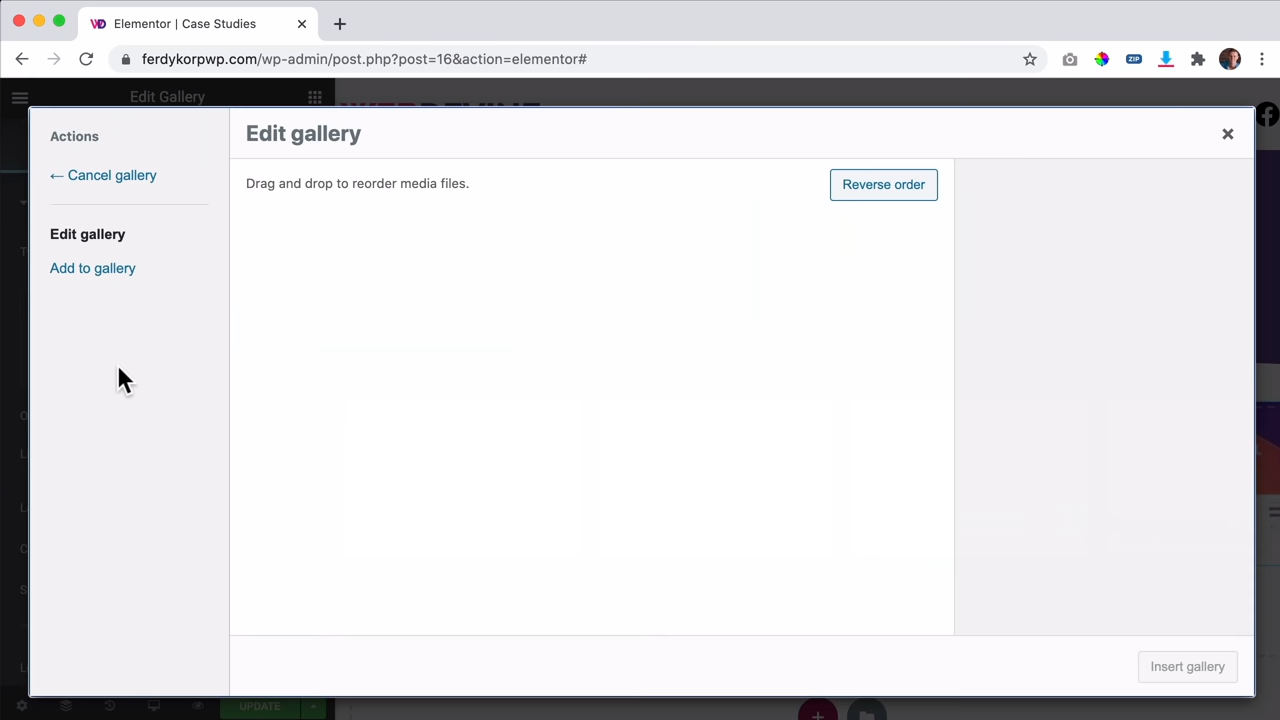 Elementor | Case Studies
ferdykorpwp.com/wp-admin/post.php?post=16&action=elementor#
ZIP
Edit Gallery
Actions
← Cancel gallery
Edit gallery
Add to gallery
Edit gallery
Drag and drop to reorder media files.
Reverse order
Insert gallery
UPDATE